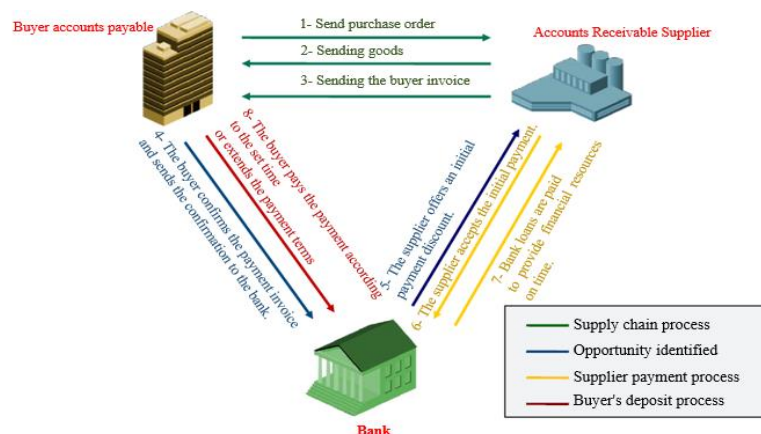 Buyer accounts payable
1- Send purchase order
Accounts Receivable Supplier
2- Sending goods
3- Sending the buyer invoice
4- The buyer confirms the payment invoice
and sends the confirmation to the bank.
8- The buyer pays the payment according
to the set time
or extends the payment terms
5- The supplier offers an initial
payment discount.
6- The supplier accepts the initial payment.
7- Bank loans are paid
to provide financial resources
on time.
Bank
Supply chain process
Opportunity identified
Supplier payment process
Buyer's deposit process